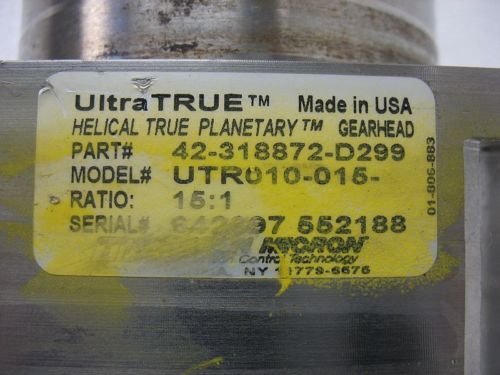 UltraTRUE™ Made in USA
HELICAL TRUE PLANETARY™ GEARHEAD
PART# 42-318872-D299
MODEL# UTR010-015-
RATIO: 15:1
SERIAL# 552188
MICRON
Control Technology
NY
01-806-883